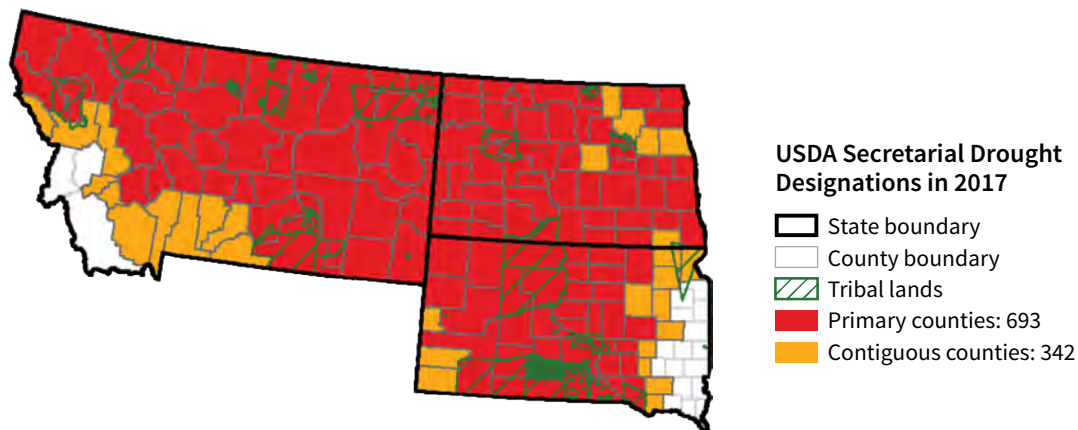 USDA Secretarial Drought
Designations in 2017
State boundary
County boundary
Tribal lands
Primary counties: 693
Contiguous counties: 342